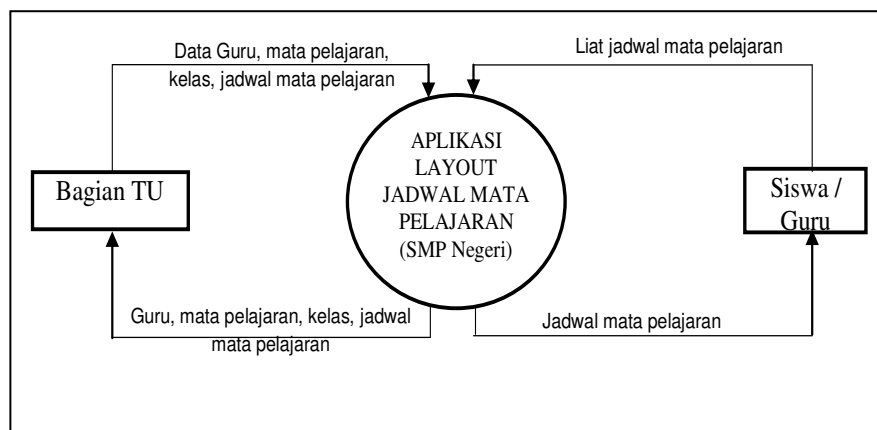 Data Guru, mata pelajaran,
kelas, jadwal mata pelajaran
Liat jadwal mata pelajaran
APLIKASI
LAYOUT
JADWAL MATA
PELAJARAN
(SMP Negeri)
Bagian TU
Siswa /
Guru
Guru, mata pelajaran, kelas, jadwal
mata pelajaran
Jadwal mata pelajaran